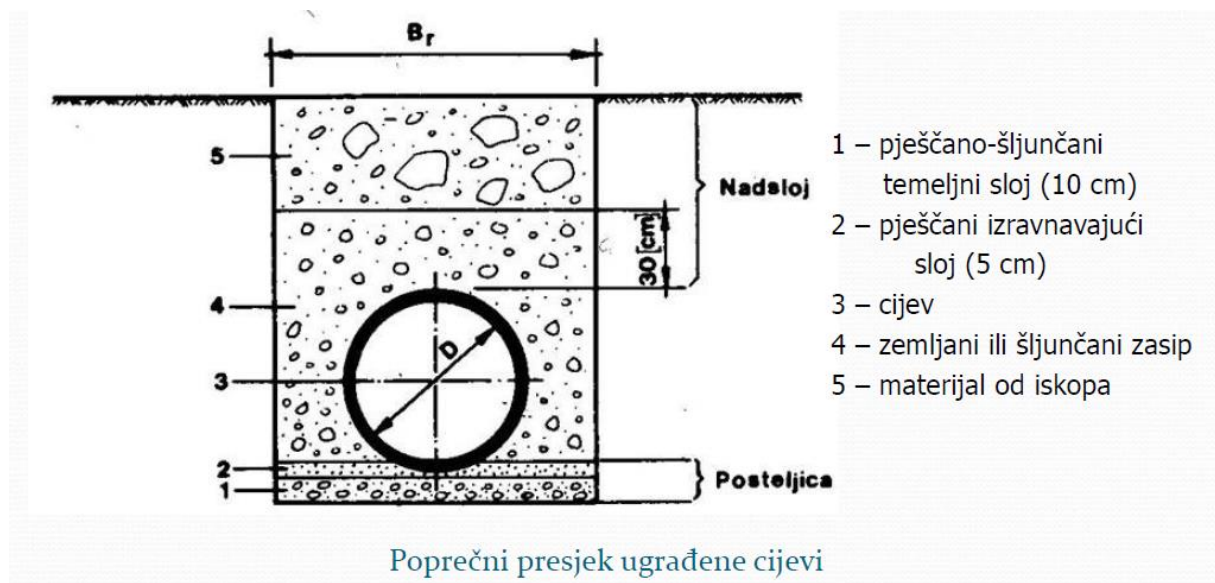 Br
5
Nadsloj
30 [cm]
4
D
3
2
1
Posteljica
1 – pješčano-šljunčani
temeljni sloj (10 cm)
2 – pješčani izravnavajući
sloj (5 cm)
3 – cijev
4 – zemljani ili šljunčani zasip
5 – materijal od iskopa
Poprečni presjek ugrađene cijevi